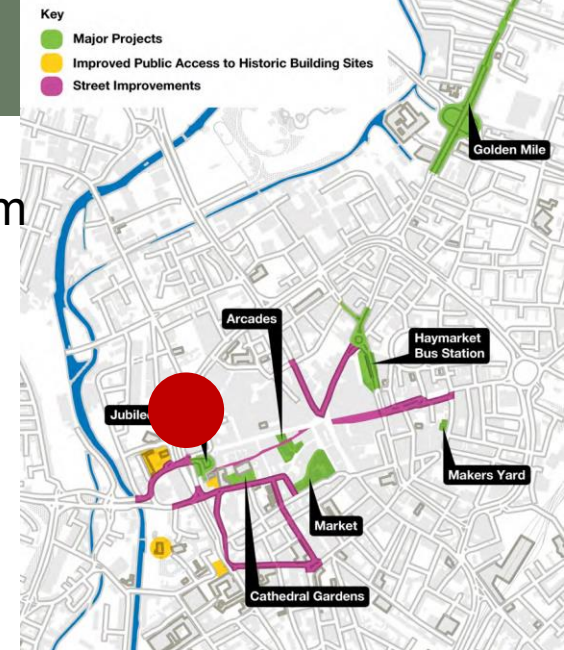 Key
Major Projects
Improved Public Access to Historic Building Sites
Street Improvements
m
Golden Mile
Arcades
Haymarket
Bus Station
Makers Yard
Market
Cathedral Gardens